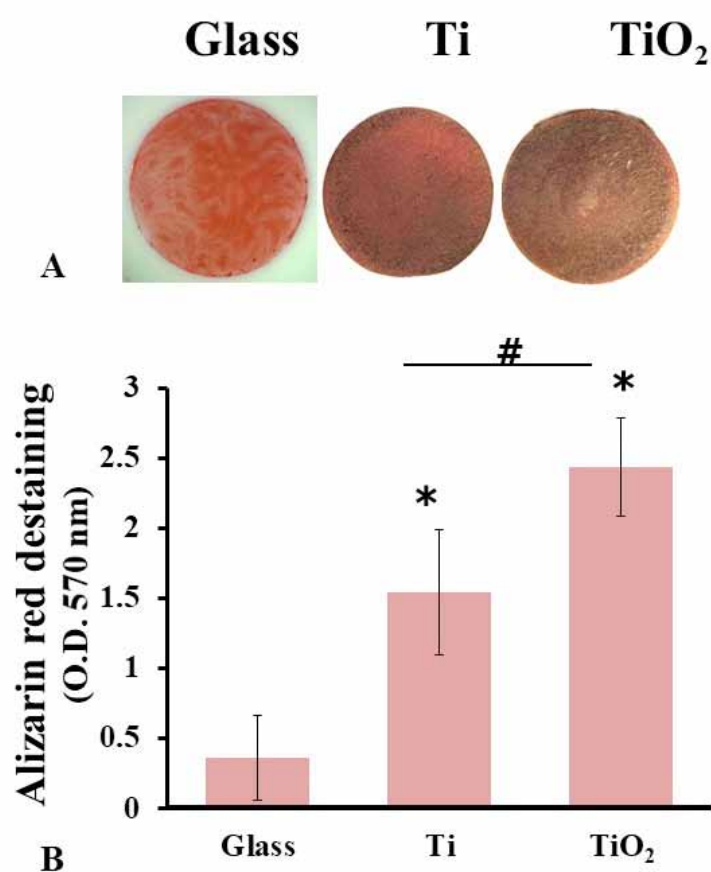 Glass Ti TiO₂
A
#
*
*
Alizarin red destaining
(O.D. 570 nm)
3
2.5
2
1.5
1
0.5
0
Glass Ti TiO₂
B